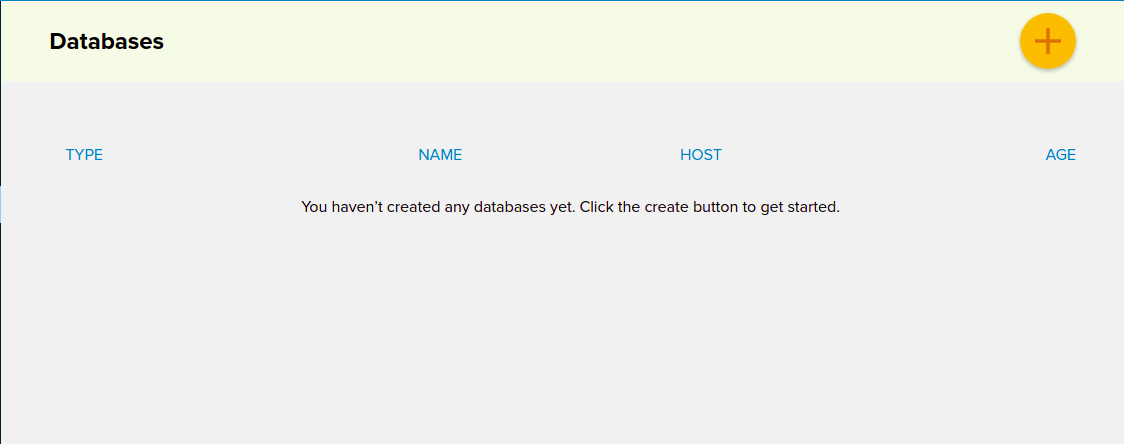 Databases
TYPE NAME HOST AGE
You haven’t created any databases yet. Click the create button to get started.